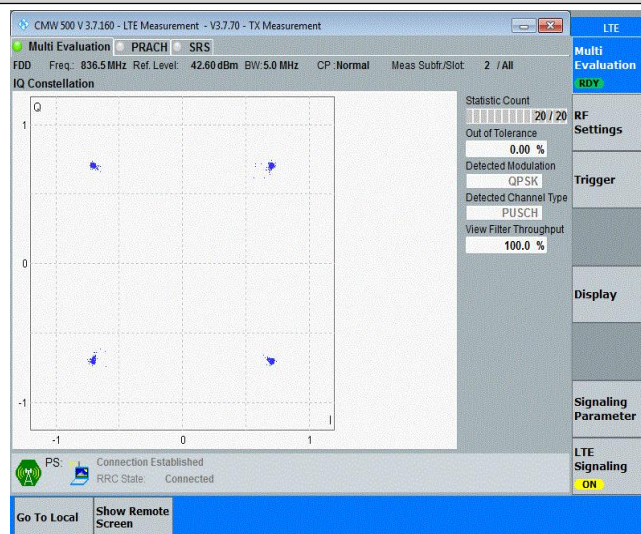 CMW 500 V 3.7.160 - LTE Measurement - V3.7.70 - TX Measurement
LTE
Multi Evaluation PRACH SRS
Multi Evaluation
RDY
FDD Freq.: 836.5 MHz Ref. Level: 42.60 dBm BW: 5.0 MHz CP :Normal Meas Subfr./Slot: 2 / All
IQ Constellation
Q
1
0
-1
-1 0 1
I
Statistic Count
20 / 20
Out of Tolerance
0.00 %
Detected Modulation
QPSK
Detected Channel Type
PUSCH
View Filter Throughput
100.0 %
RF
Settings
Trigger
Display
Signaling
Parameter
LTE
Signaling
ON
PS: Connection Established
RRC State: Connected
Go To Local
Show Remote
Screen